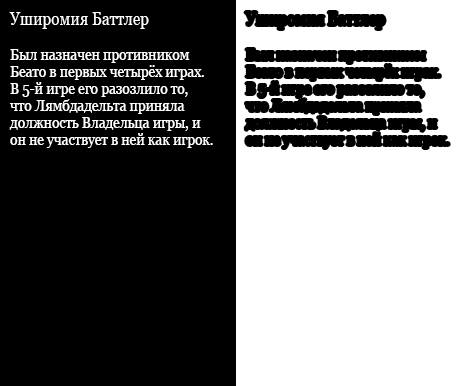 Уширомия Баттлер
Был назначен противником
Беато в первых четырёх играх.
В 5-й игре его разозлило то,
что Лямбдадельта приняла
должность Владельца игры, и
он не участвует в ней как игрок.
Уширомия Баттлер
Был назначен противником
Беато в первых четырёх играх.
В 5-й игре его разозлило то,
что Лямбдадельта приняла
должность Владельца игры, и
он не участвует в ней как игрок.